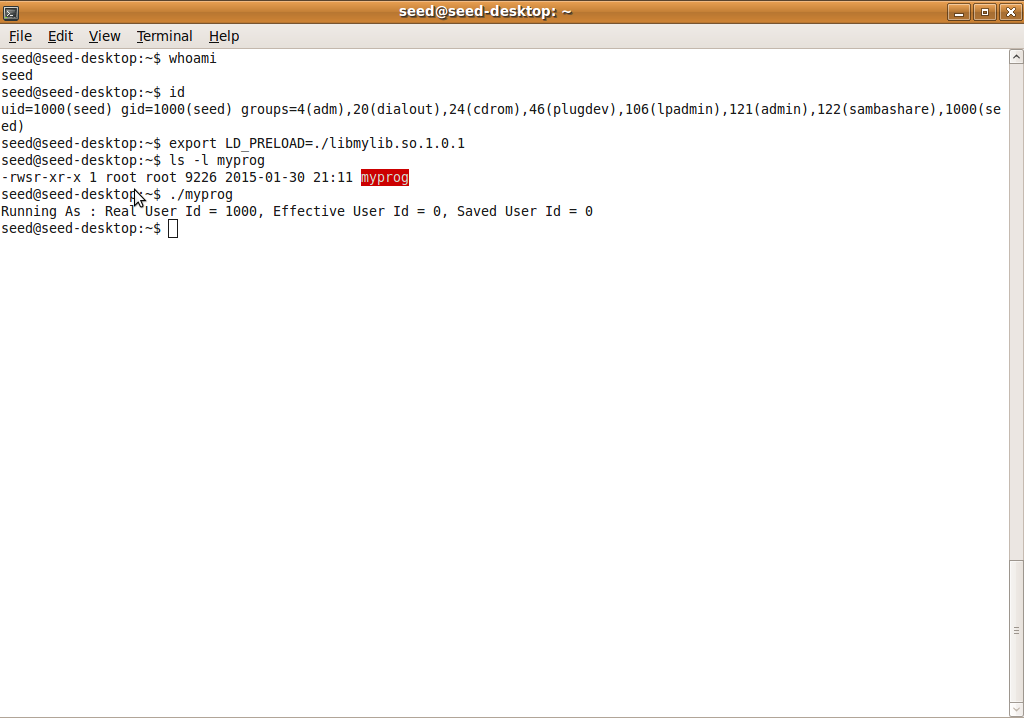 seed@seed-desktop: ~
File Edit View Terminal Help
seed@seed-desktop:~$ whoami
seed
seed@seed-desktop:~$ id
uid=1000(seed) gid=1000(seed) groups=4(adm),20(dialout),24(cdrom),46(plugdev),106(lpadmin),121(admin),122(sambashare),1000(se
ed)
seed@seed-desktop:~$ export LD_PRELOAD=./libmylib.so.1.0.1
seed@seed-desktop:~$ ls -l myprog
-rwsr-xr-x 1 root root 9226 2015-01-30 21:11 myprog
seed@seed-desktop:~$ ./myprog
Running As : Real User Id = 1000, Effective User Id = 0, Saved User Id = 0
seed@seed-desktop:~$